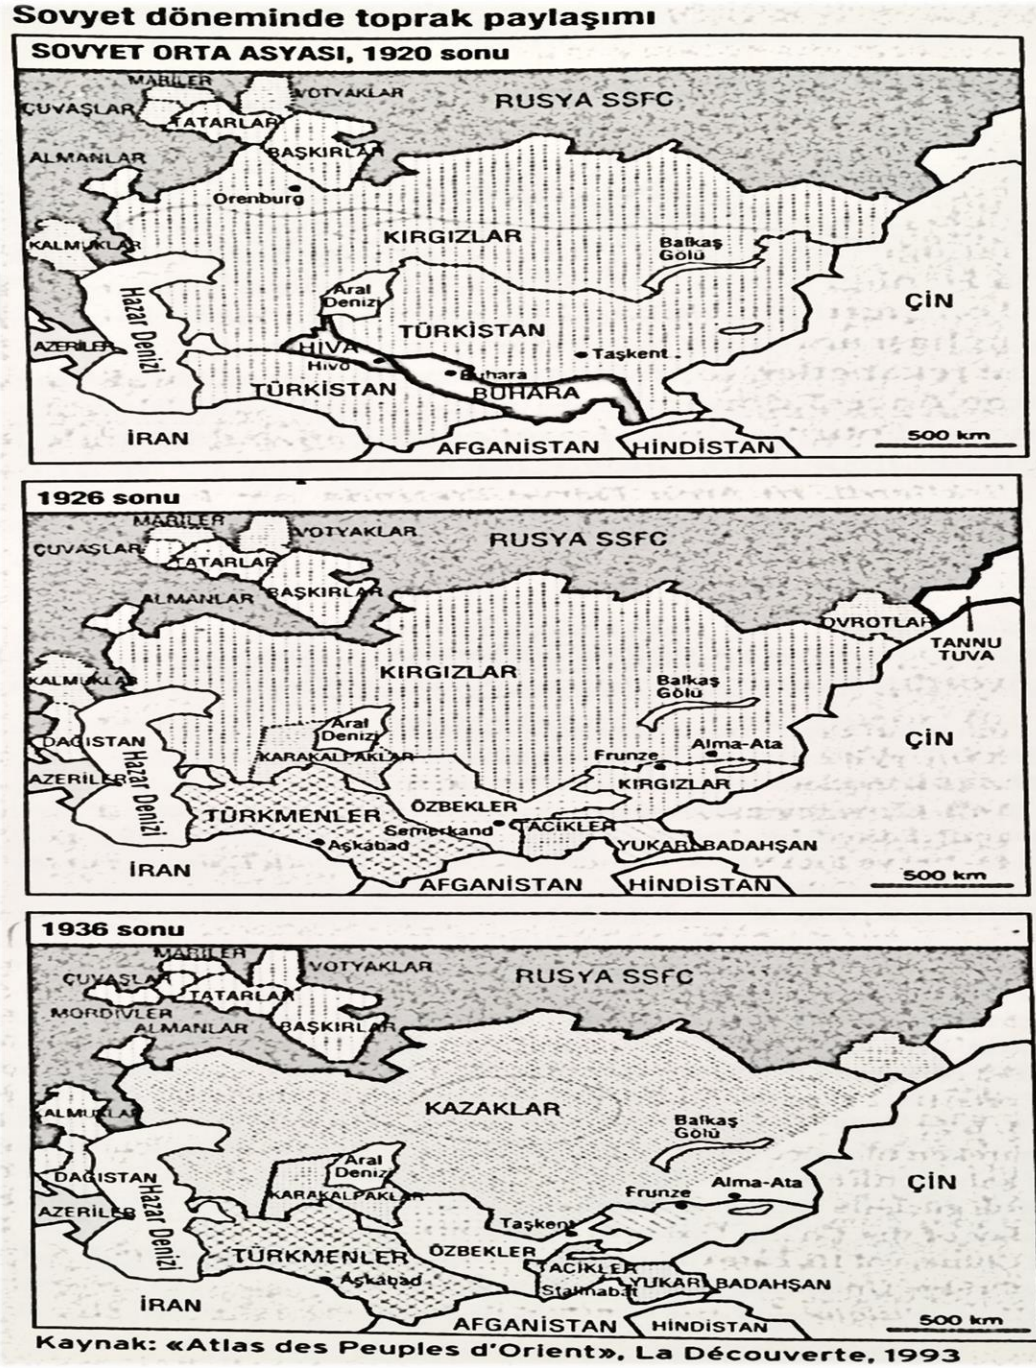 Sovyet döneminde toprak paylaşımı
SOVYET ORTA ASYASI, 1920 sonu
MARİLER
VOTYAKLAR
ÇUVAŞLAR
TATARLAR
RUSYA SSFC
ALMANLAR
BAŞKIRLAR
Orenburg
KALMUKLAR
KIRGIZLAR
Balkaş
Gölü
Hazar Denizi
Aral
Denizi
ÇİN
TÜRKİSTAN
AZERİLER
HIVA
Hivo
Taşkent
Buhara
TÜRKİSTAN
BUHARA
İRAN
AFGANİSTAN
HİNDİSTAN
500 km
1926 sonu
MARİLER
VOTYAKLAR
ÇUVAŞLAR
TATARLAR
RUSYA SSFC
ALMANLAR
BAŞKIRLAR
OVROTLAR
TANNU
TUVA
KALMUKLAR
KIRGIZLAR
Balkaş
Gölü
DAGISTAN
Hazar Denizi
Aral
Denizi
KARAKALPAKLAR
Frunze
Alma-Ata
ÇİN
AZERİLER
KIRGIZLAR
TÜRKMENLER
ÖZBEKLER
Semerkand
TACİKLER
Aşkabad
YUKARI BADAHŞAN
İRAN
AFGANİSTAN
HİNDİSTAN
500 km
1936 sonu
MARİLER
VOTYAKLAR
ÇUVAŞLAR
TATARLAR
RUSYA SSFC
MORDİVLER
ALMANLAR
BAŞKIRLAR
KALMUKLAR
KAZAKLAR
Balkaş
Gölü
DAGISTAN
Hazar Denizi
Aral
Denizi
KARAKALPAKLAR
Frunze
Alma-Ata
ÇİN
AZERİLER
Taşkent
TÜRKMENLER
ÖZBEKLER
TACİKLER
Stalinabat
YUKARI BADAHŞAN
Aşkabad
İRAN
AFGANİSTAN
HİNDİSTAN
500 km
Kaynak: «Atlas des Peuples d'Orient», La Découverte, 1993